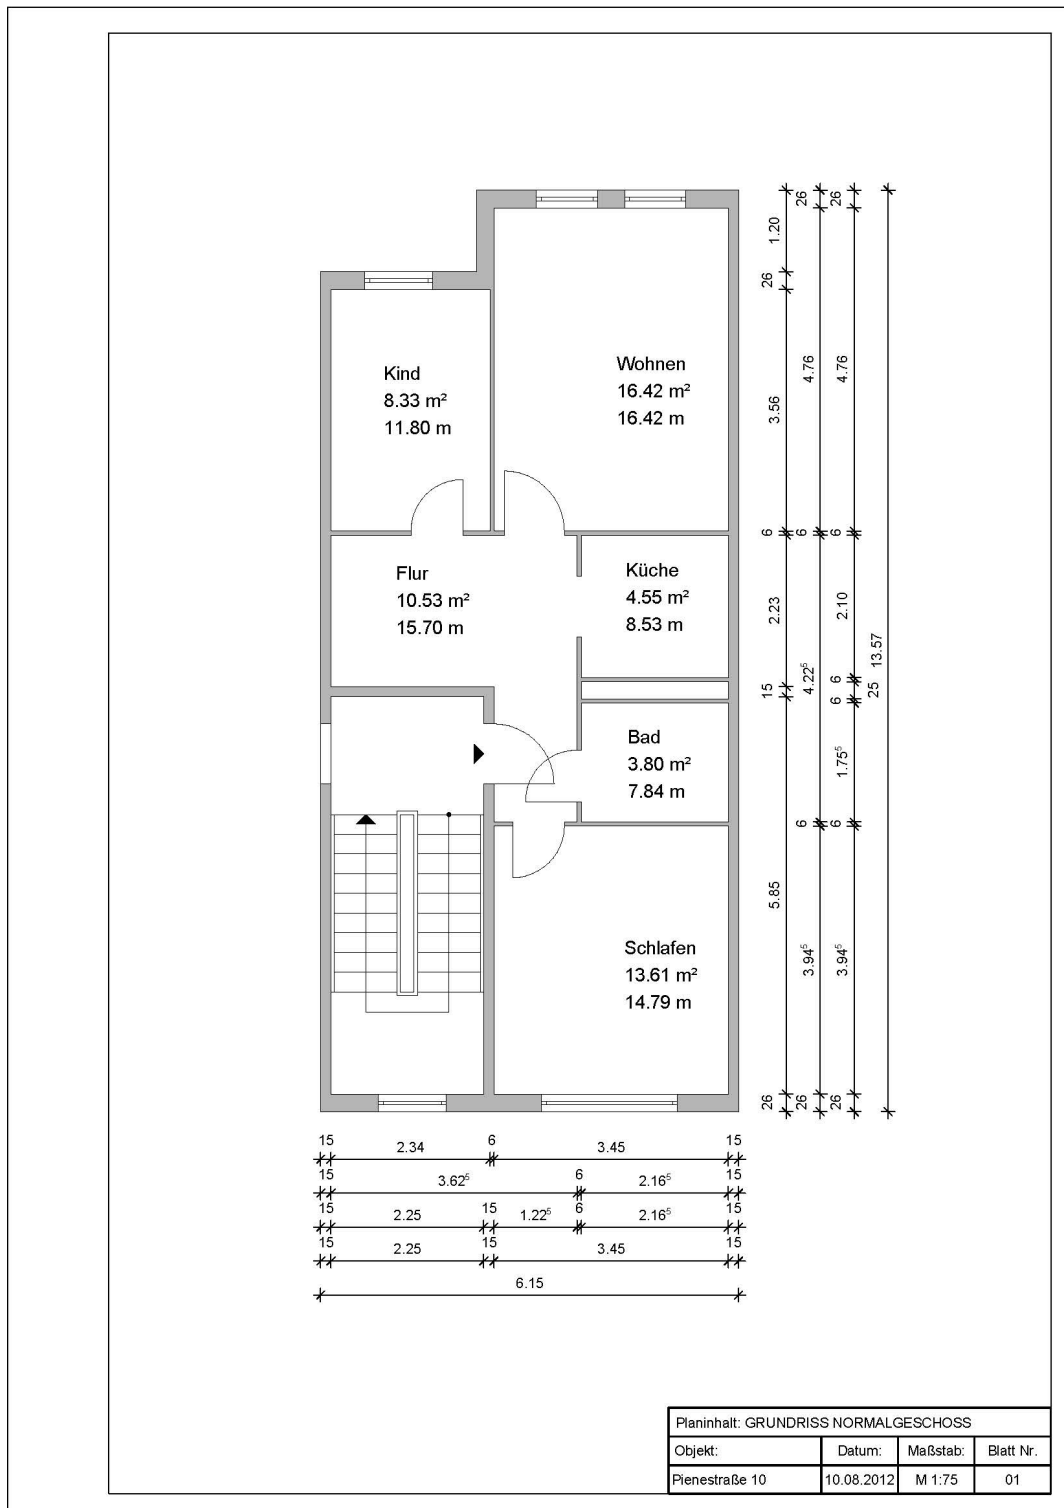 26
26
1.20
26
Wohnen
16.42 m²
16.42 m
Kind
8.33 m²
11.80 m
4.76
4.76
3.56
6
6
6
Flur
10.53 m²
15.70 m
Küche
4.55 m²
8.53 m
2.23
2.10
13.57
4.22⁵
15
6
25
6
Bad
3.80 m²
7.84 m
1.75⁵
6
6
5.85
Schlafen
13.61 m²
14.79 m
3.94⁵
3.94⁵
26
26
26
15 2.34 6 3.45 15
15 3.62⁵ 6 2.16⁵ 15
15 2.25 15 1.22⁵ 6 2.16⁵ 15
15 2.25 15 3.45 15
6.15
Planinhalt: GRUNDRISS NORMALGESCHOSS
Objekt: Datum: Maßstab: Blatt Nr.
Pienestraße 10 10.08.2012 M 1:75 01